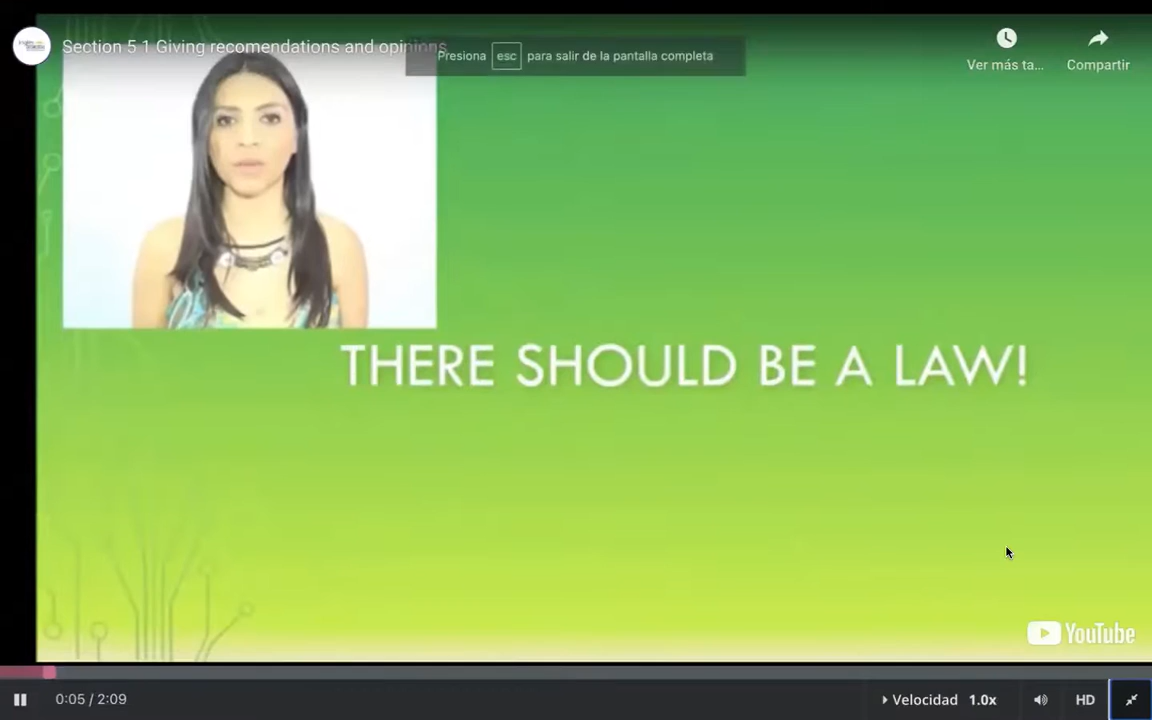 Section 5 1 Giving recomendations and opinions
Presiona esc para salir de la pantalla completa
Ver más ta...
Compartir
THERE SHOULD BE A LAW!
YouTube
0:05 / 2:09
Velocidad 1.0x
HD